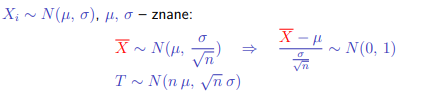 Xᵢ ∼ N(μ, σ), μ, σ – znane:
X̅ ∼ N(μ, σ/√n) ⇒ (X̅ − μ)/(σ/√n) ∼ N(0, 1)
T ∼ N(n μ, √n σ)